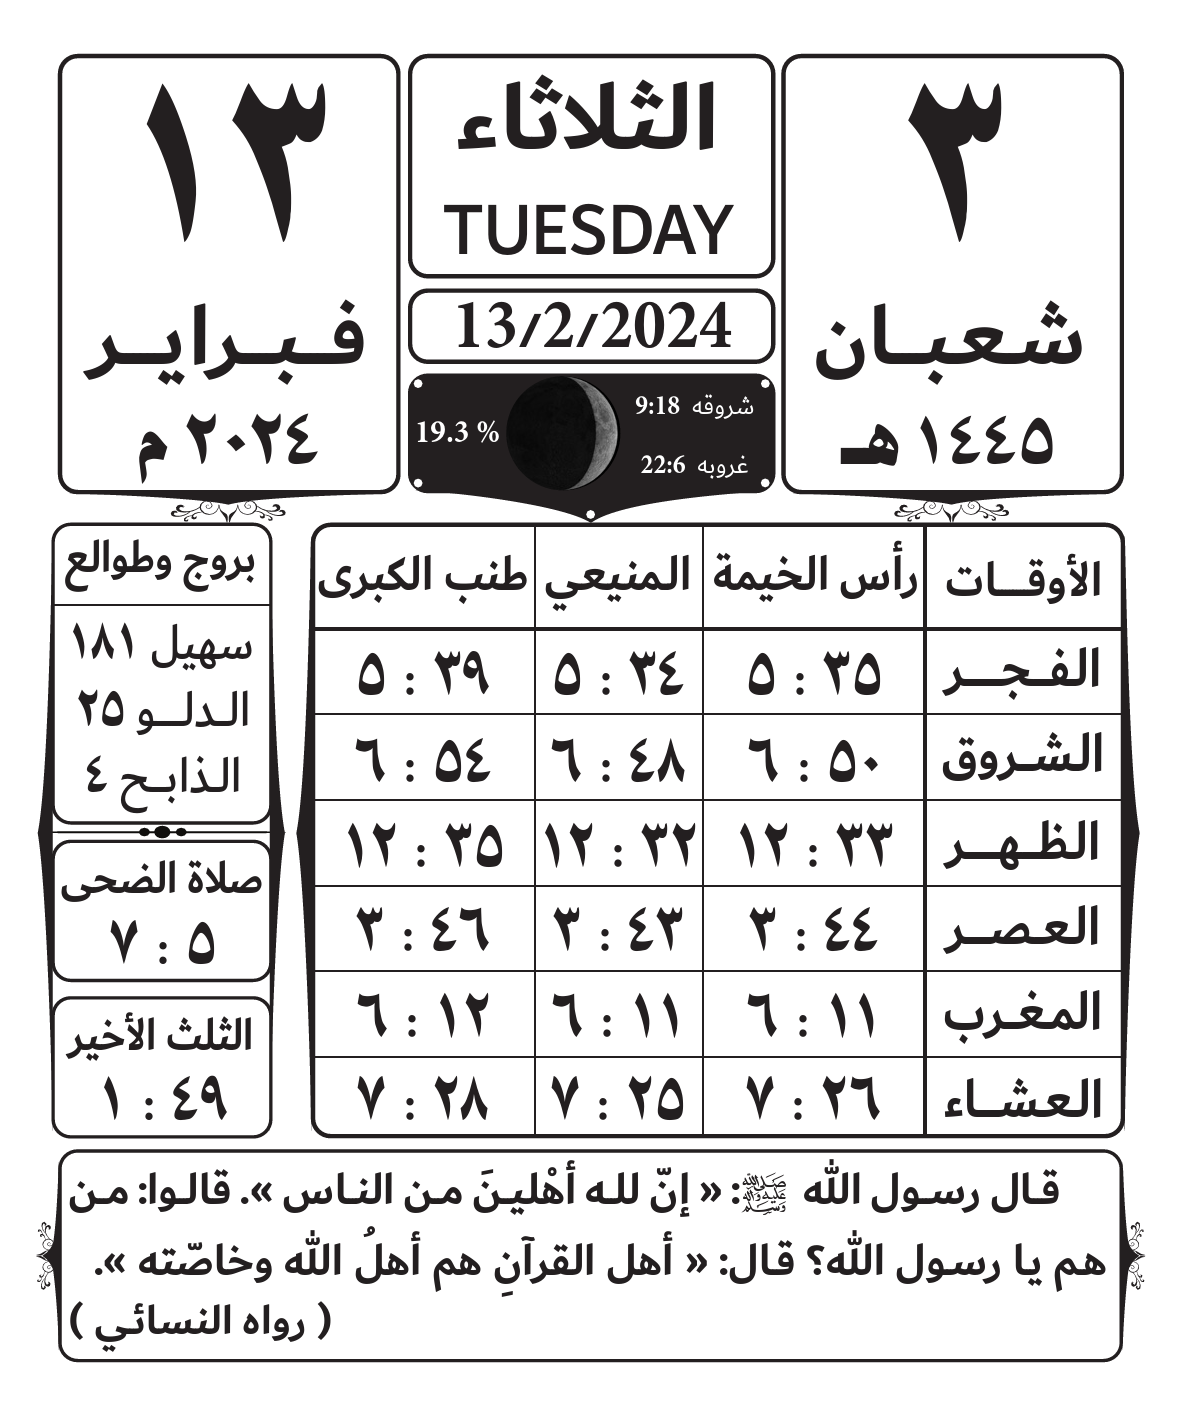 ٣
شعبان
١٤٤٥ هـ
الثلاثاء
TUESDAY
13/2/2024
شروقه 9:18
غروبه 22:6
19.3 %
١٣
فبراير
٢٠٢٤ م
الأوقات رأس الخيمة المنيعي طنب الكبرى
الفجر ٣٥ : ٥ ٣٤ : ٥ ٣٩ : ٥
الشروق ٥٠ : ٦ ٤٨ : ٦ ٥٤ : ٦
الظهر ٣٣ : ١٢ ٣٢ : ١٢ ٣٥ : ١٢
العصر ٤٤ : ٣ ٤٣ : ٣ ٤٦ : ٣
المغرب ١١ : ٦ ١١ : ٦ ١٢ : ٦
العشاء ٢٦ : ٧ ٢٥ : ٧ ٢٨ : ٧
بروج وطوالع
سهيل ١٨١
الدلو ٢٥
الذابح ٤
صلاة الضحى
٥ : ٧
الثلث الأخير
٤٩ : ١
قال رسول الله ﷺ: « إنّ لله أهْلينَ من الناس ». قالوا: من
هم يا رسول الله؟ قال: « أهل القرآنِ هم أهلُ الله وخاصّته ».
( رواه النسائي )